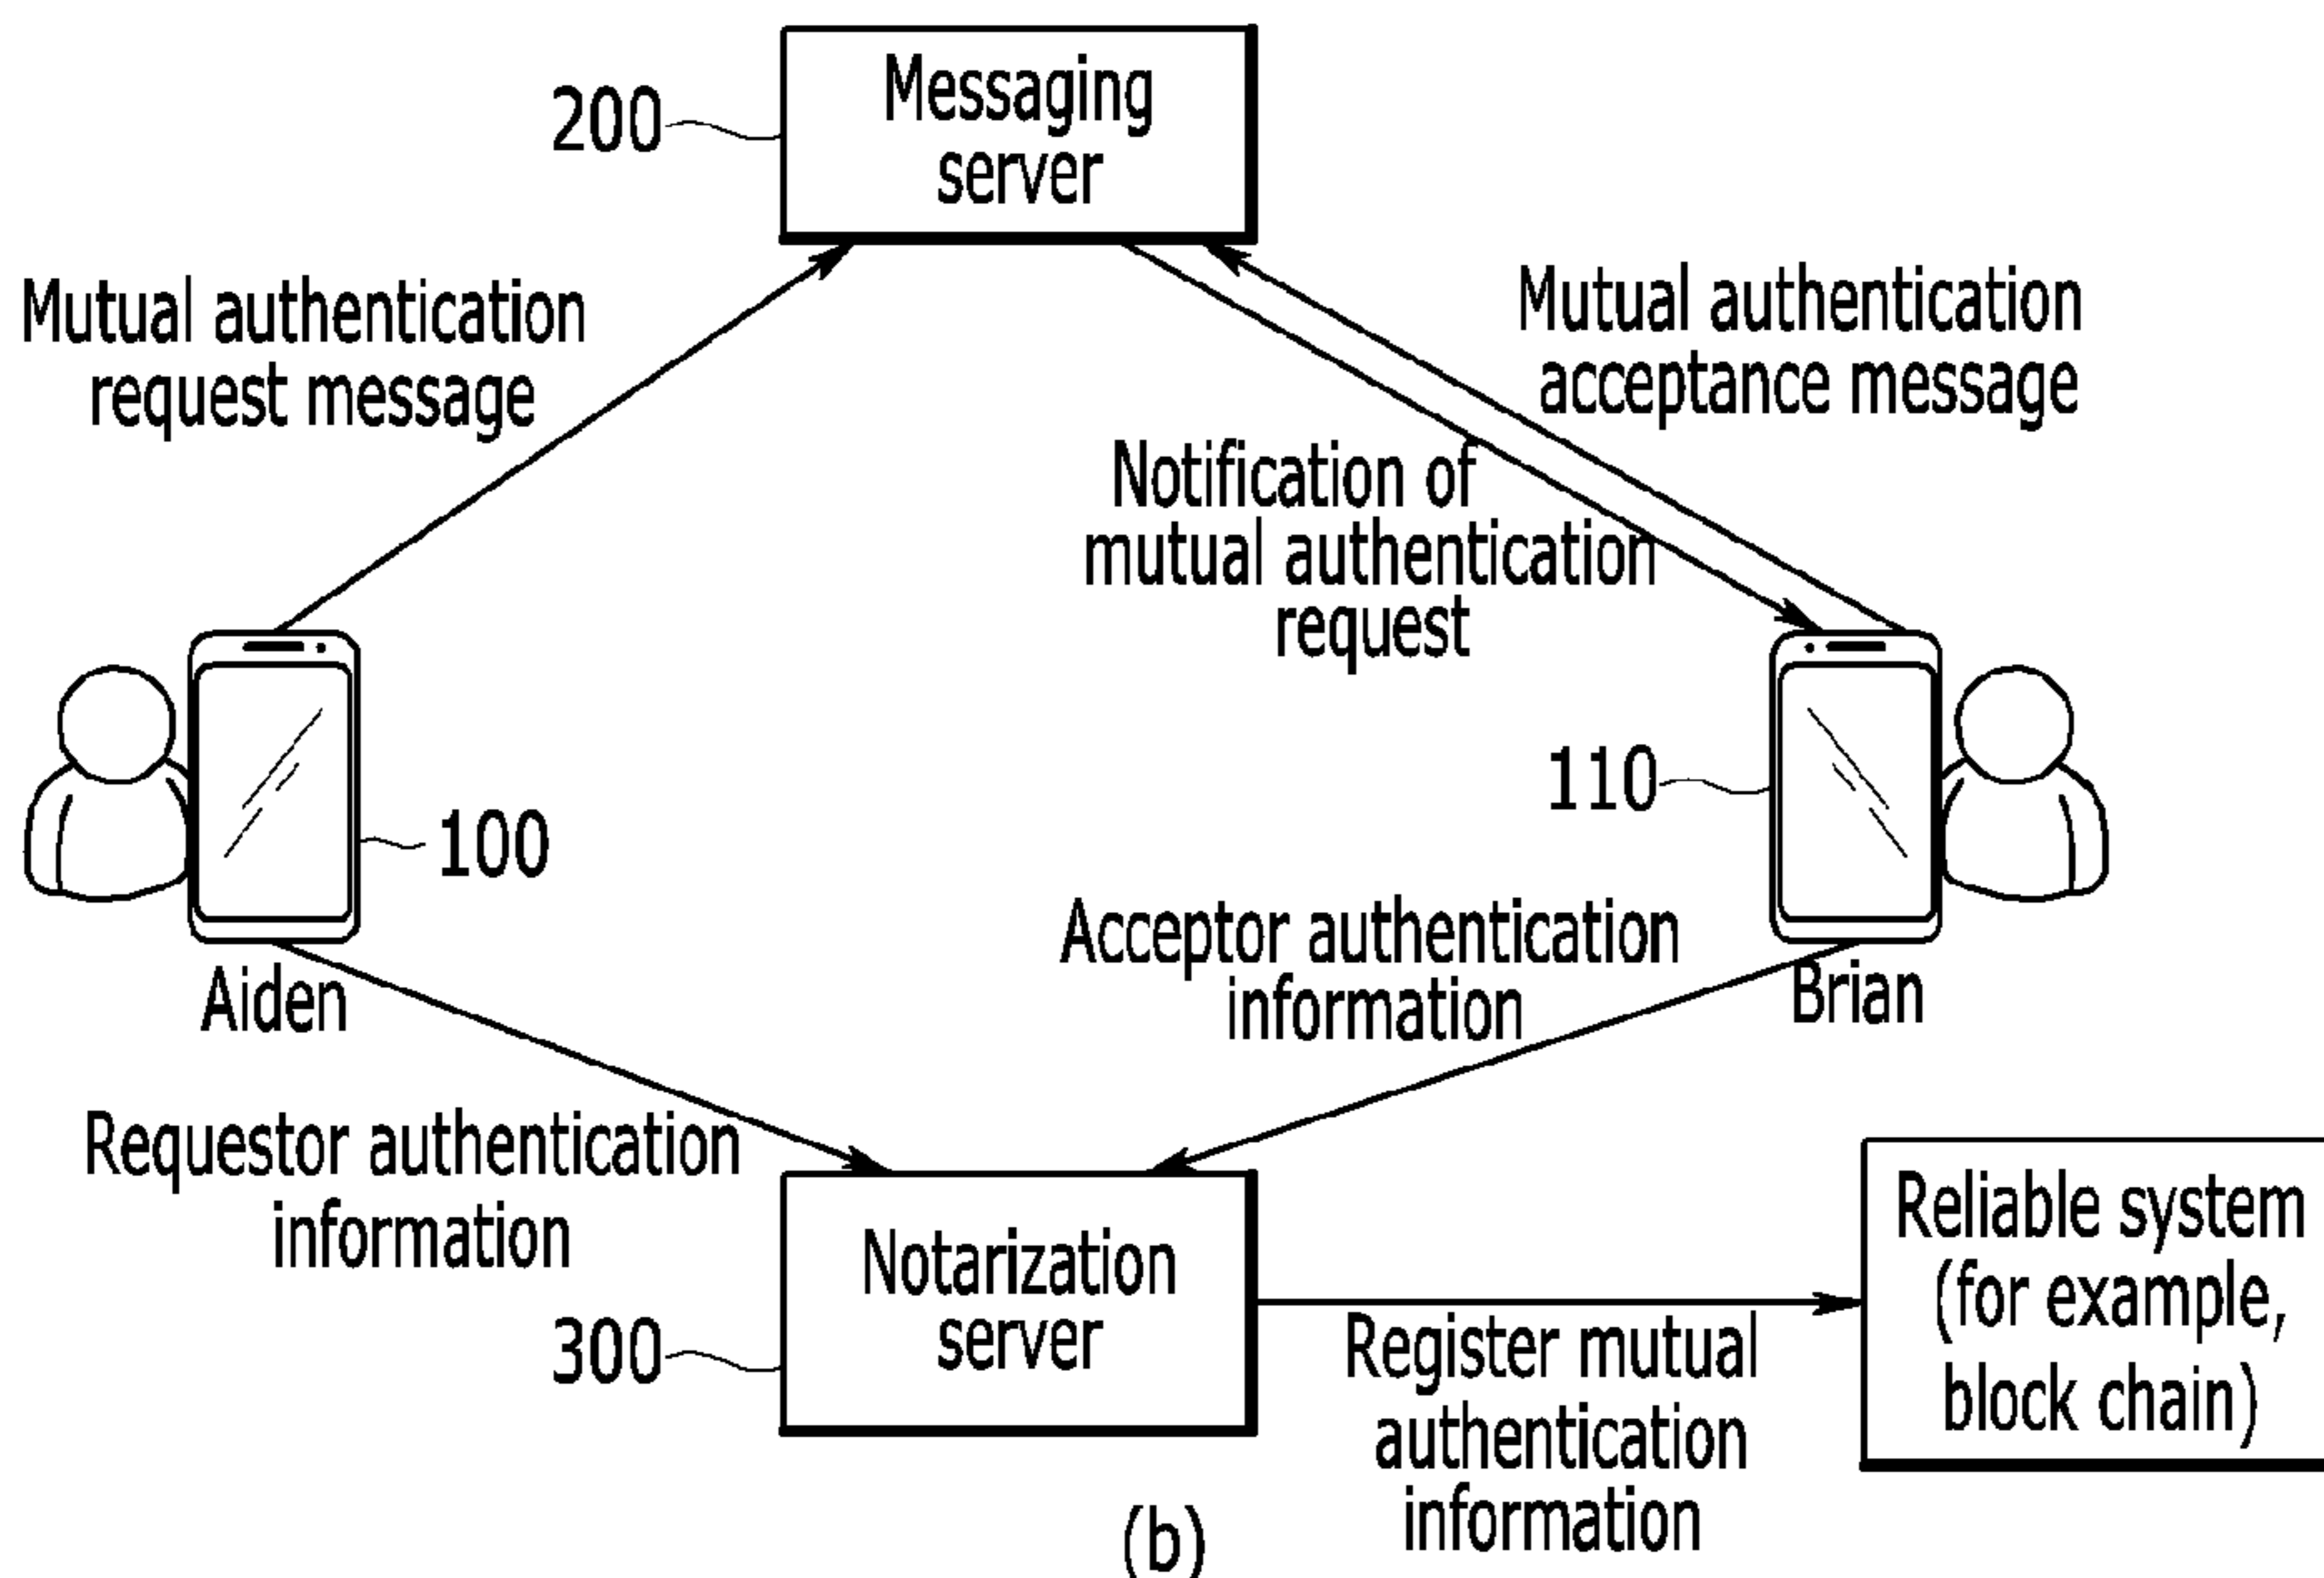 Messaging
server
200
Mutual authentication
request message
Mutual authentication
acceptance message
Notification of
mutual authentication
request
110
100
Aiden
Brian
Acceptor authentication
information
Requestor authentication
information
Notarization
server
300
Register mutual
authentication
information
Reliable system
(for example,
block chain)
(b)